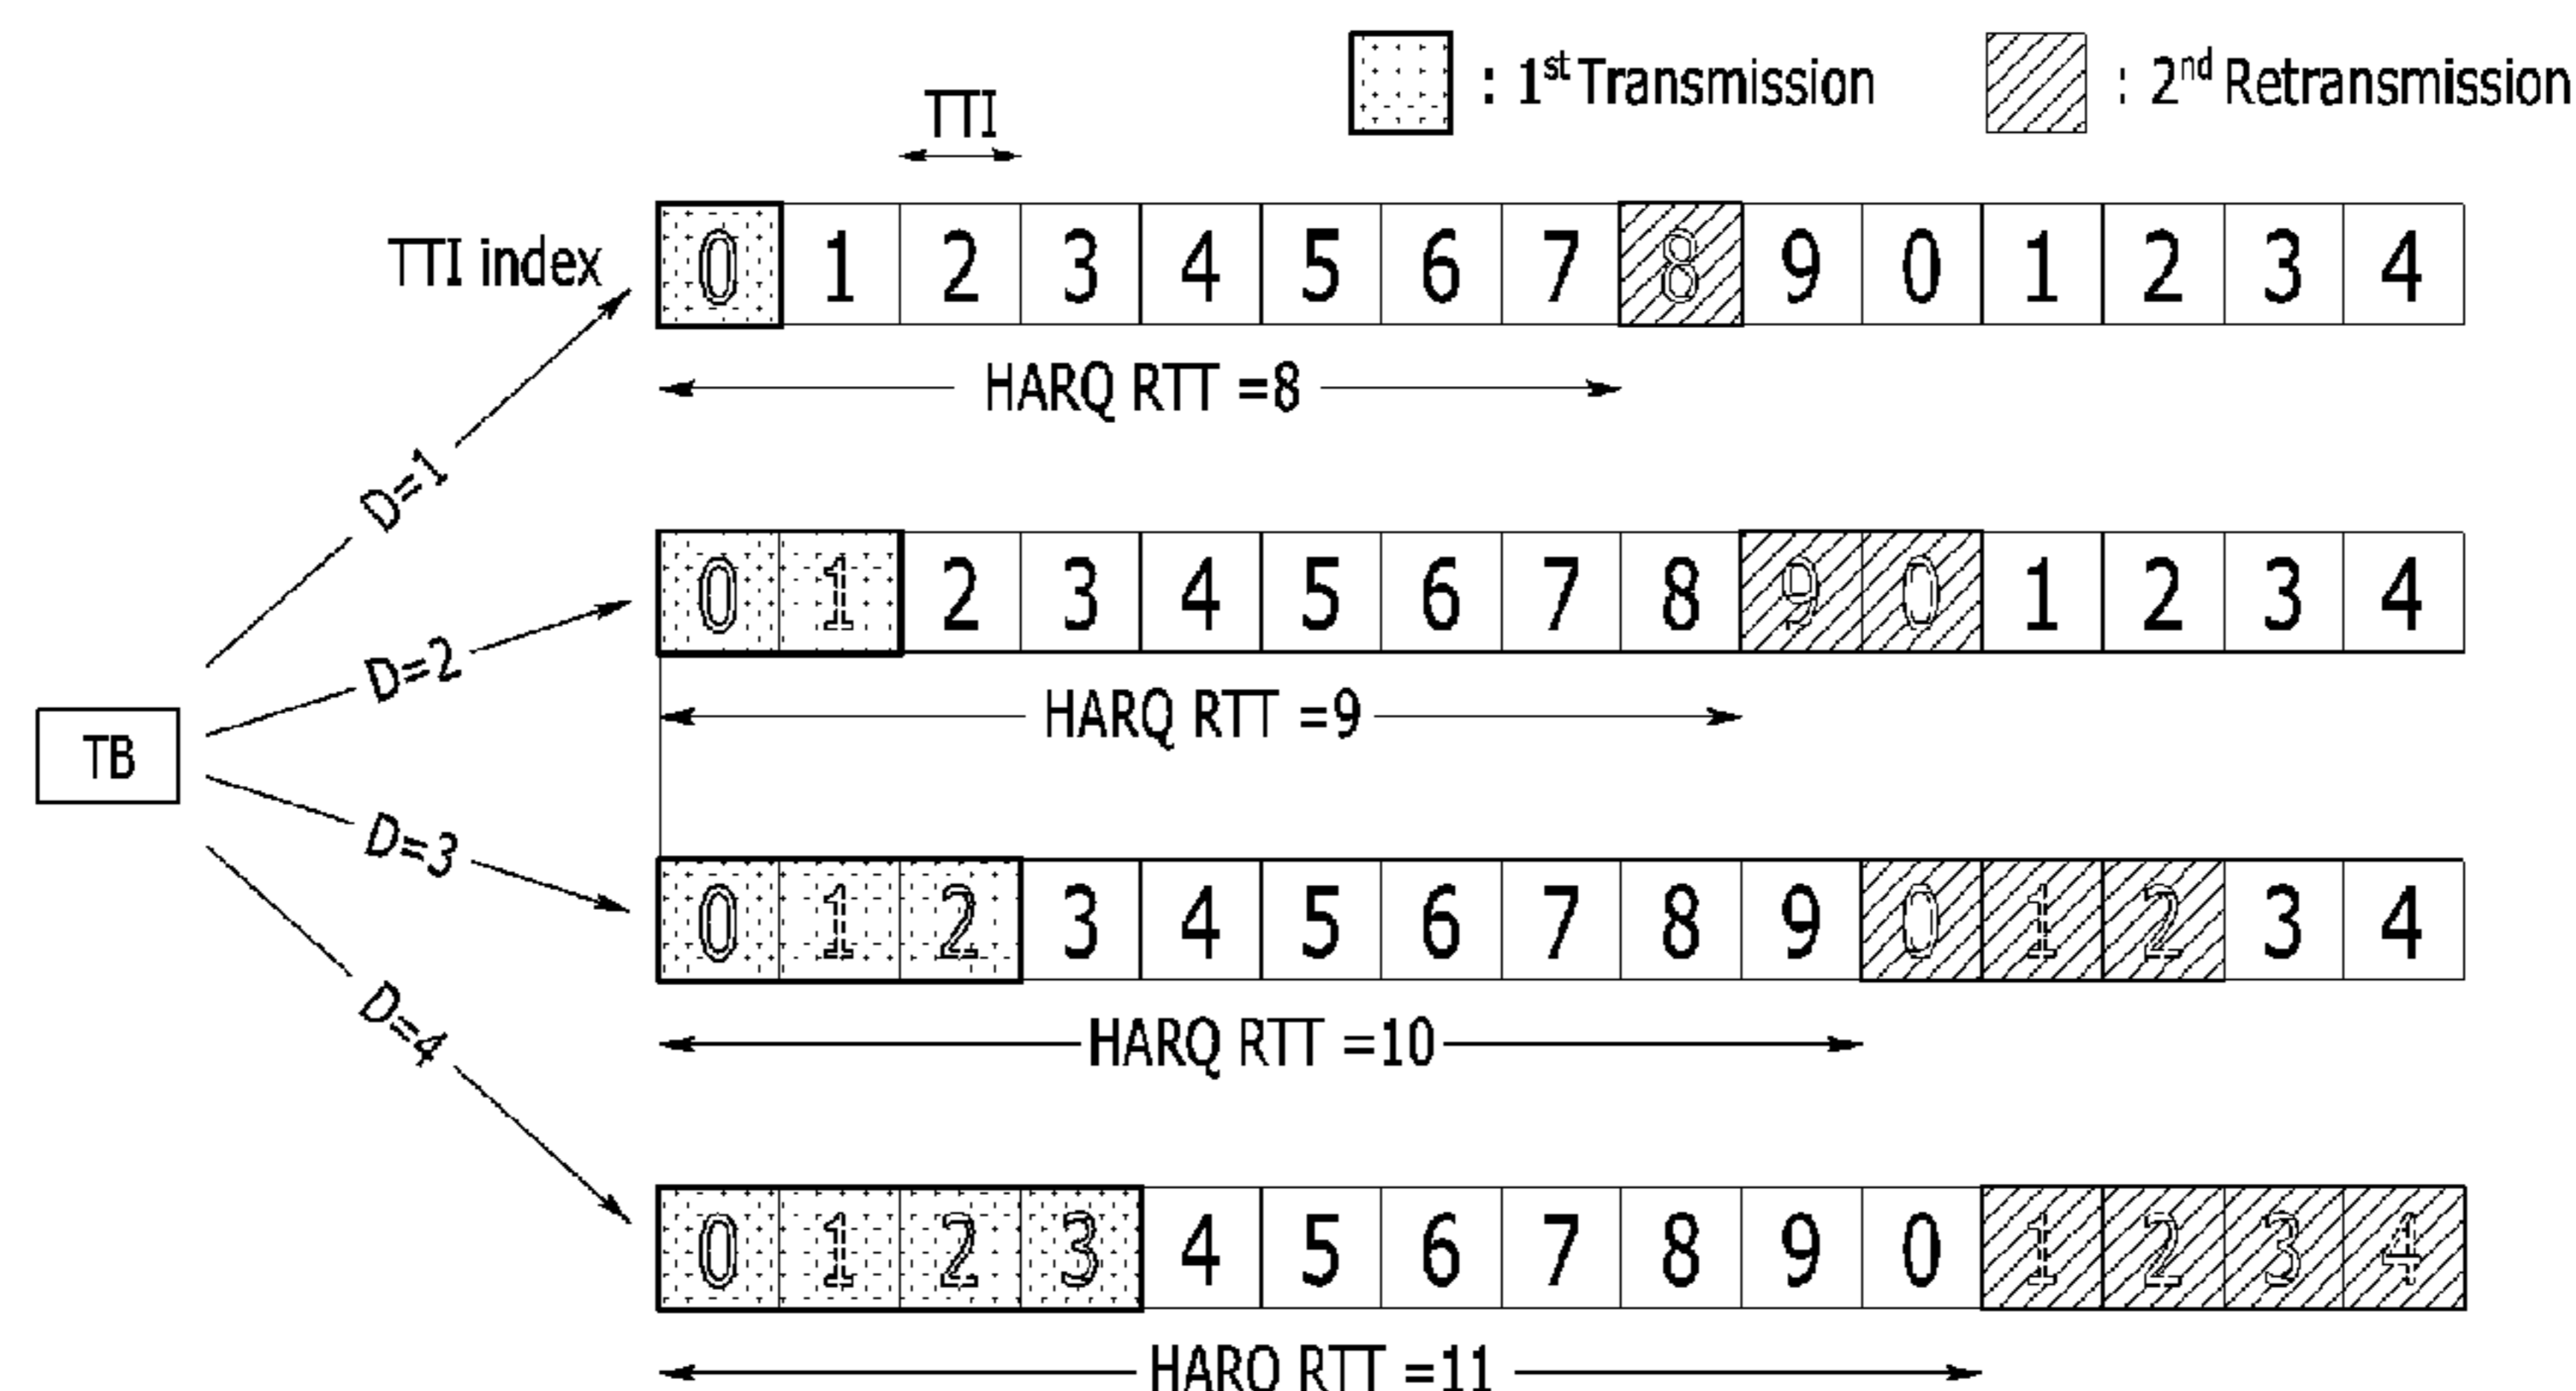 : 1st Transmission : 2nd Retransmission
TTI
TTI index 0 1 2 3 4 5 6 7 8 9 0 1 2 3 4
HARQ RTT =8
D=1
0 1 2 3 4 5 6 7 8 9 0 1 2 3 4
D=2
HARQ RTT =9
TB
D=3
0 1 2 3 4 5 6 7 8 9 0 1 2 3 4
HARQ RTT =10
D=4
0 1 2 3 4 5 6 7 8 9 0 1 2 3 4
HARQ RTT =11